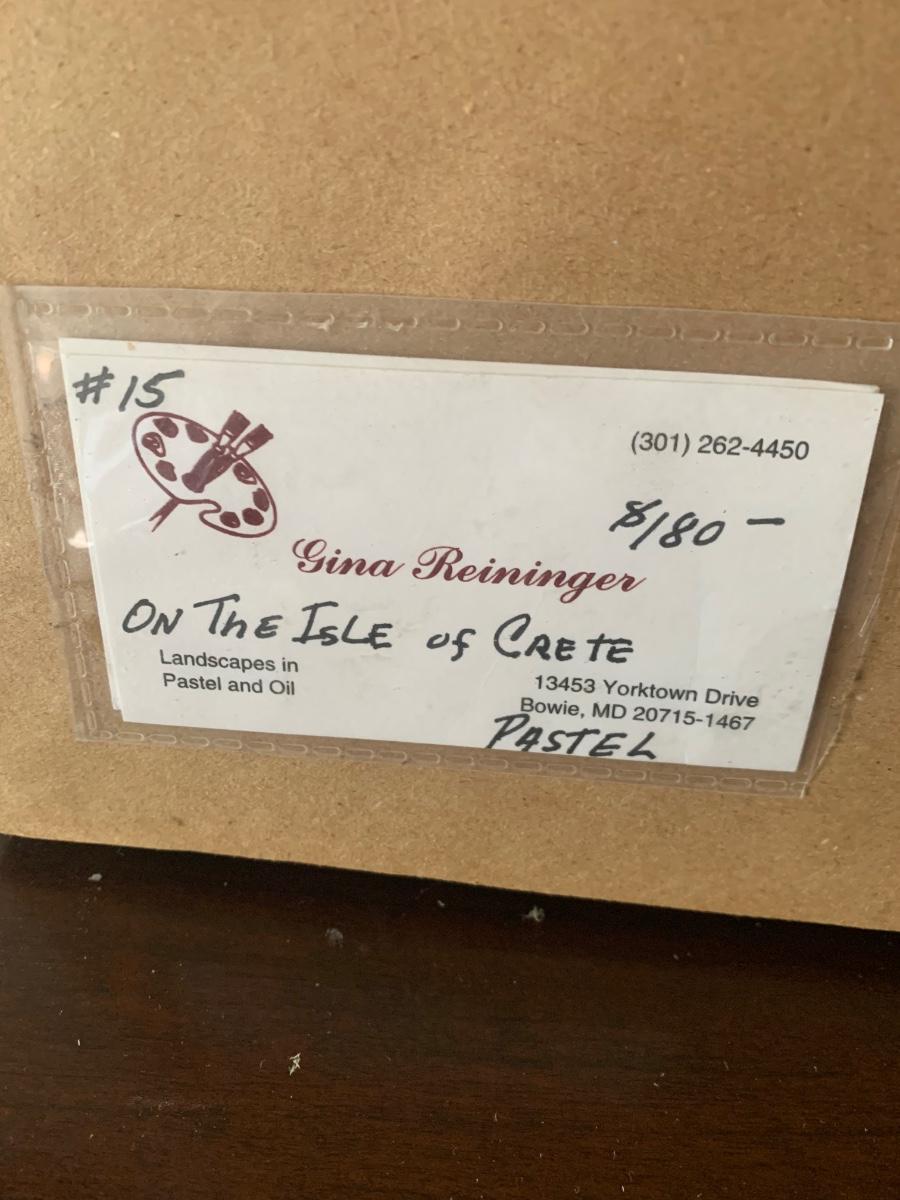 #15
(301) 262-4450
$180 —
Gina Reininger
ON THE ISLE of CRETE
Landscapes in
Pastel and Oil
13453 Yorktown Drive
Bowie, MD 20715-1467
PASTEL